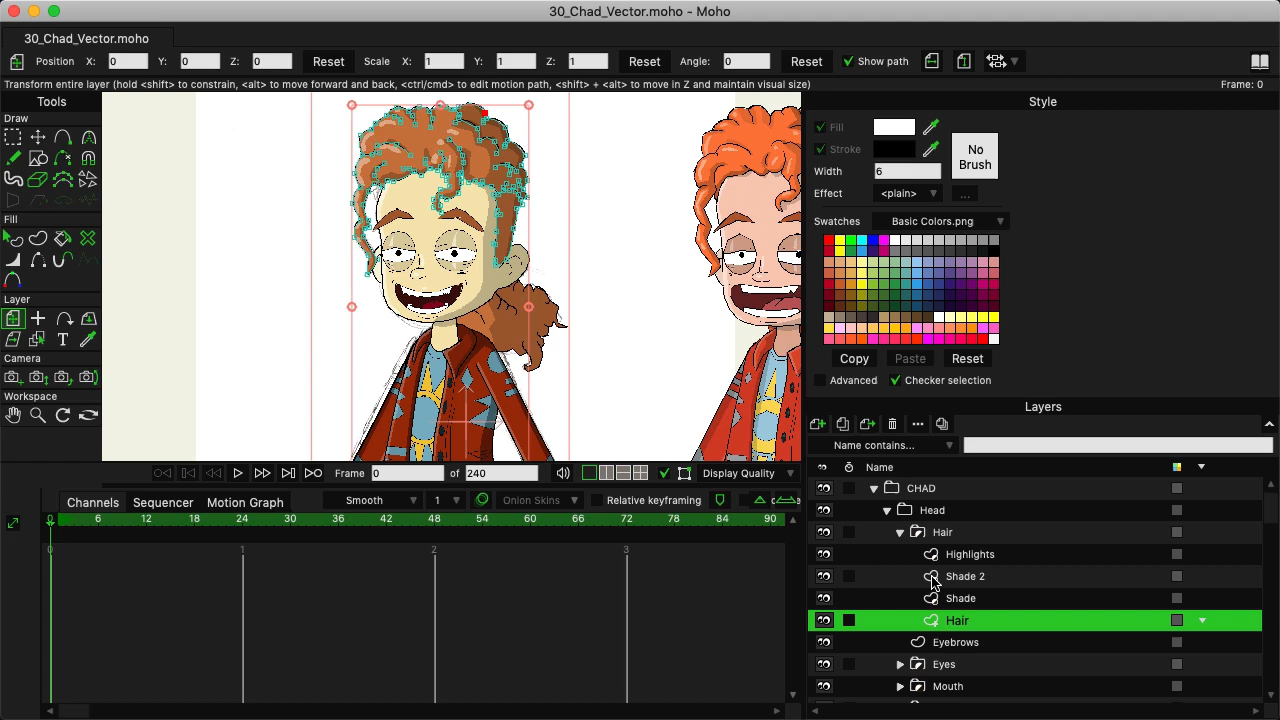 30_Chad_Vector.moho - Moho
30_Chad_Vector.moho
Position X: 0 Y: 0 Z: 0 Reset Scale X: 1 Y: 1 Z: 1 Reset Angle: 0 Reset Show path
Transform entire layer (hold <shift> to constrain, <alt> to move forward and back, <ctrl/cmd> to edit motion path, <shift> + <alt> to move in Z and maintain visual size) Frame: 0
Tools
Draw
Fill
Layer
Camera
Workspace
Style
Fill
Stroke
No Brush
Width 6
Effect <plain> ...
Swatches Basic Colors.png
Copy Paste Reset
Advanced Checker selection
Layers
Name contains...
Name
CHAD
Head
Hair
Highlights
Shade 2
Shade
Hair
Eyebrows
Eyes
Mouth
Frame 0 of 240 Display Quality
Channels Sequencer Motion Graph Smooth 1 Onion Skins Relative keyframing
0 6 12 18 24 30 36 42 48 54 60 66 72 78 84 90
0 1 2 3